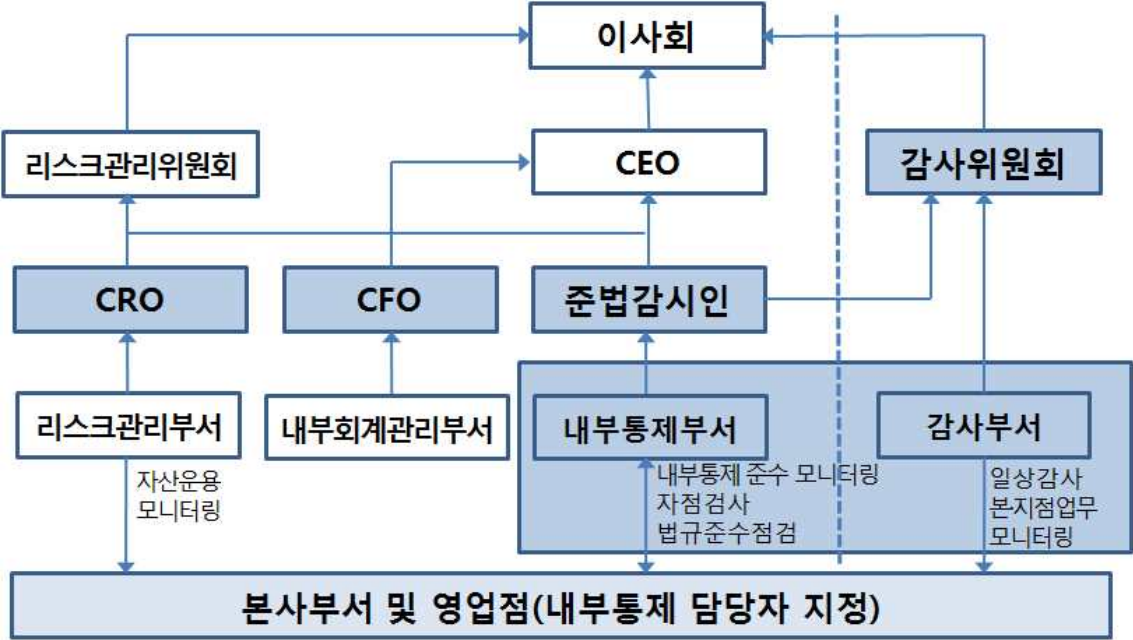 이사회
리스크관리위원회
CEO
감사위원회
CRO
CFO
준법감시인
리스크관리부서
내부회계관리부서
내부통제부서
감사부서
자산운용
모니터링
내부통제 준수 모니터링
자점검사
법규준수점검
일상감사
본·지점업무
모니터링
본사부서 및 영업점(내부통제 담당자 지정)